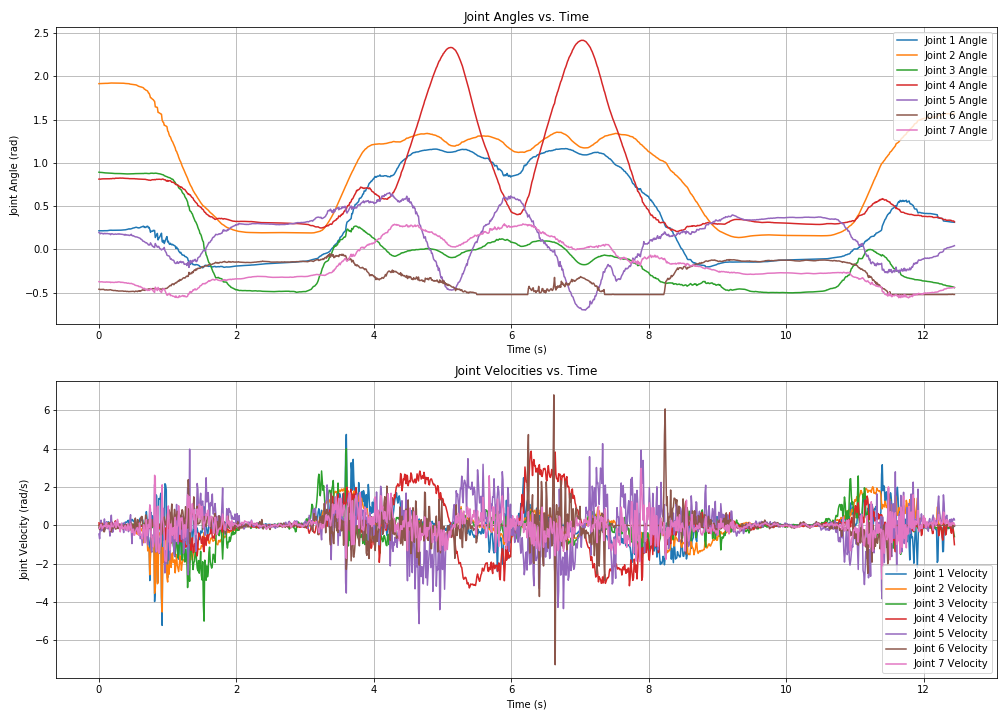 Joint Angles vs. Time
2.5
2.0
1.5
1.0
0.5
0.0
−0.5
Joint Angle (rad)
Joint 1 Angle
Joint 2 Angle
Joint 3 Angle
Joint 4 Angle
Joint 5 Angle
Joint 6 Angle
Joint 7 Angle
0 2 4 6 8 10 12
Time (s)
Joint Velocities vs. Time
6
4
2
0
−2
−4
−6
Joint Velocity (rad/s)
Joint 1 Velocity
Joint 2 Velocity
Joint 3 Velocity
Joint 4 Velocity
Joint 5 Velocity
Joint 6 Velocity
Joint 7 Velocity
0 2 4 6 8 10 12
Time (s)